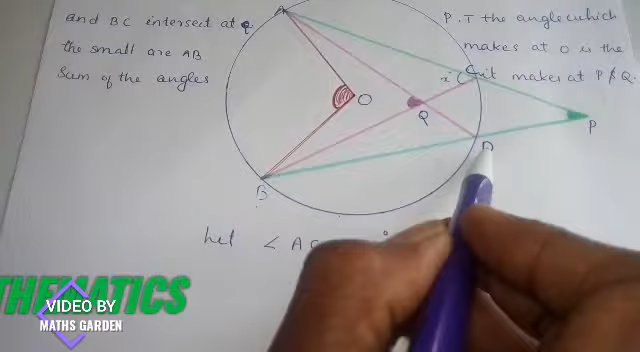 and BC intersect at Q
the small arc AB
Sum of the angles
P.T the angle which
makes at O is the
it makes at P & Q.
A
O
C
Q
P
D
B
Let ∠AC
THEMATICS
VIDEO BY
MATHS GARDEN